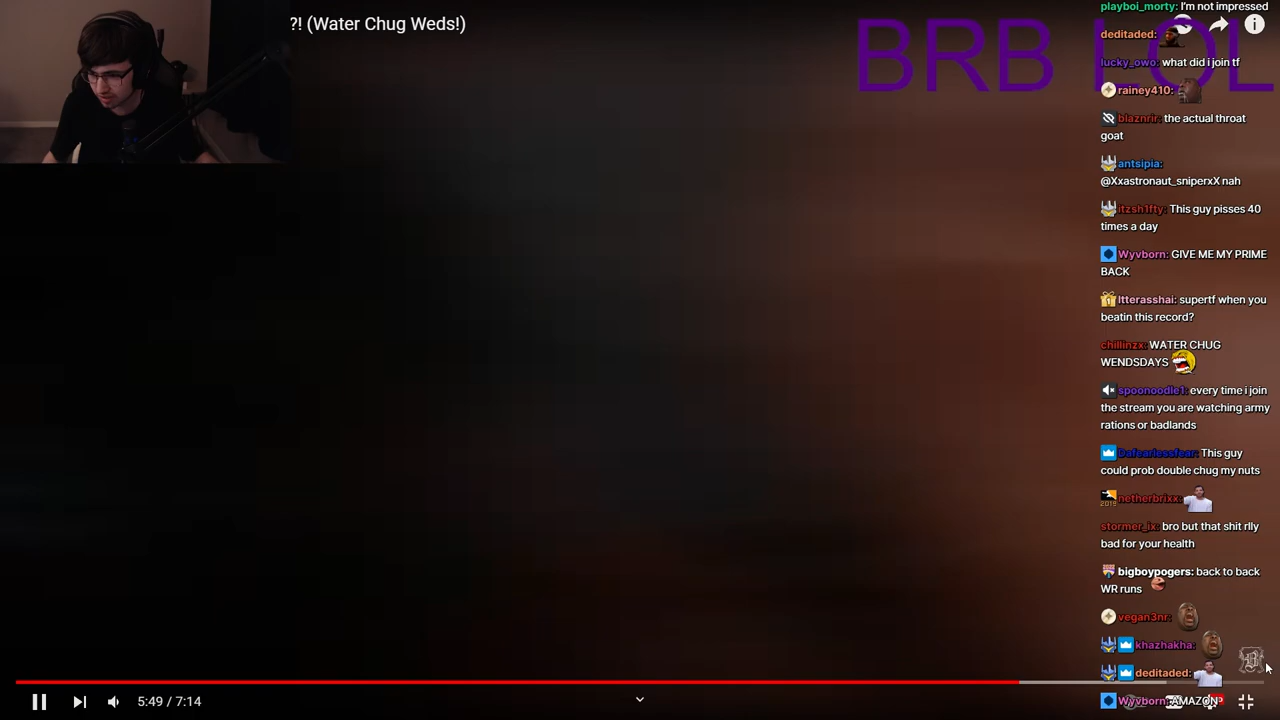 ?! (Water Chug Weds!)
BRB LOL
playboi_morty: I'm not impressed
deditaded:
lucky_owo: what did i join tf
rainey410:
blaznrir: the actual throat
goat
antsipia:
@Xxastronaut_sniperxX nah
itzsh1fty: This guy pisses 40
times a day
Wyvborn: GIVE ME MY PRIME
BACK
Itterasshai: supertf when you
beatin this record?
chillinzx: WATER CHUG
WENDSDAYS
spoonoodle1: every time i join
the stream you are watching army
rations or badlands
Dafearlessfear: This guy
could prob double chug my nuts
netherbrixx:
stormer_ix: bro but that shit rlly
bad for your health
bigboypogers: back to back
WR runs
vegan3nr:
khazhakha:
deditaded:
Wyvborn: AMAZON
5:49 / 7:14